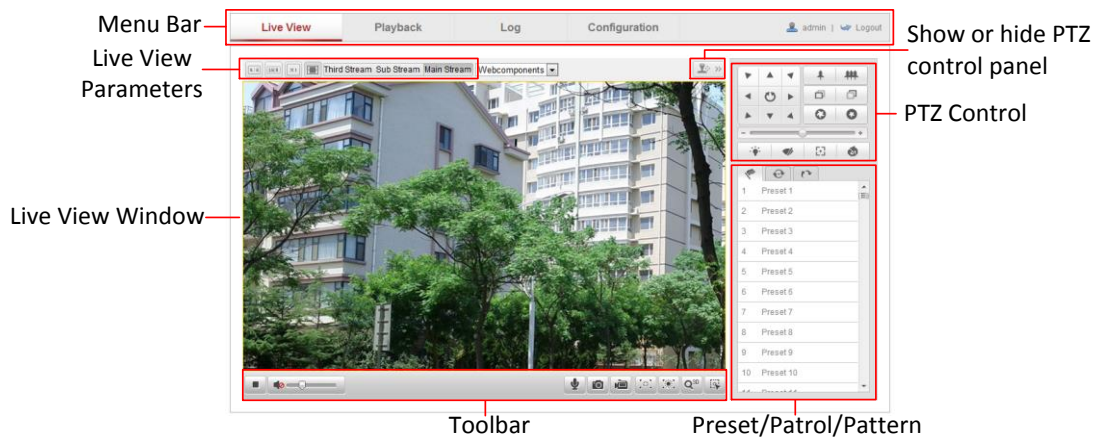 Menu Bar
Live View Playback Log Configuration admin | Logout
Live View
Parameters
Third Stream Sub Stream Main Stream Webcomponents
Show or hide PTZ
control panel
PTZ Control
Live View Window
1 Preset 1
2 Preset 2
3 Preset 3
4 Preset 4
5 Preset 5
6 Preset 6
7 Preset 7
8 Preset 8
9 Preset 9
10 Preset 10
Toolbar
Preset/Patrol/Pattern